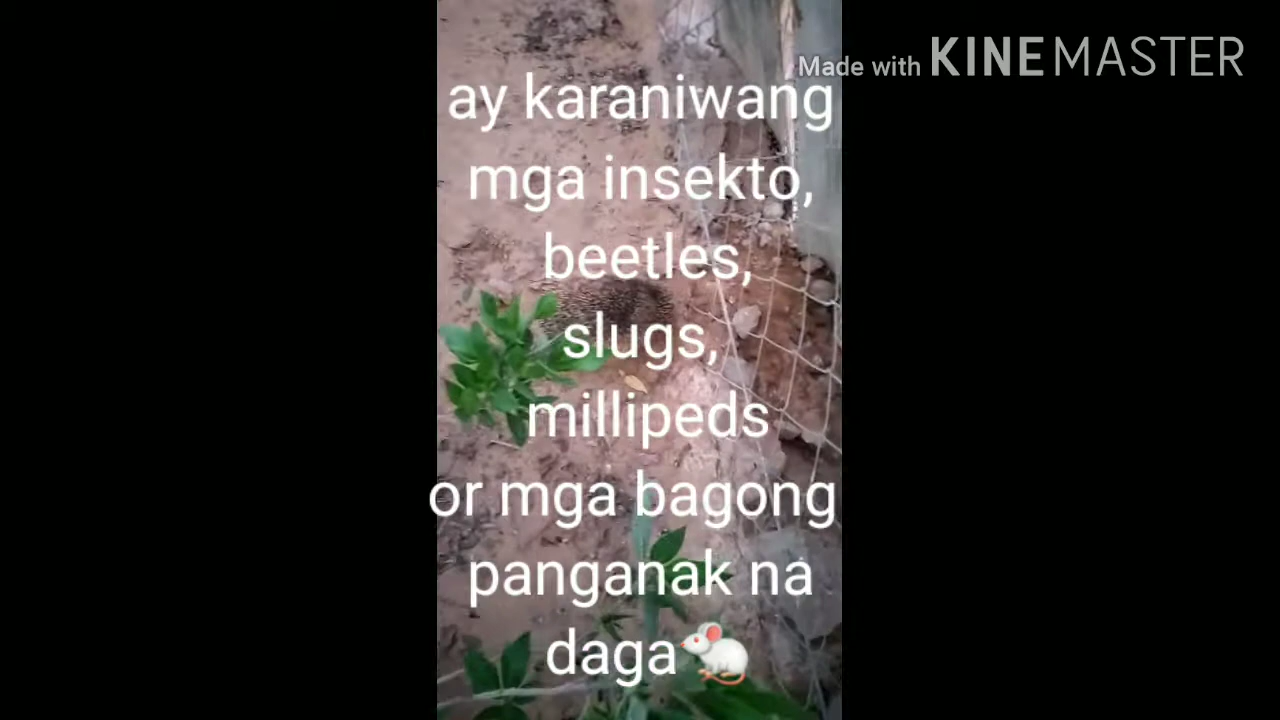 Made with KINEMASTER
ay karaniwang
mga insekto,
beetles,
slugs,
millipeds
or mga bagong
panganak na
daga🐁